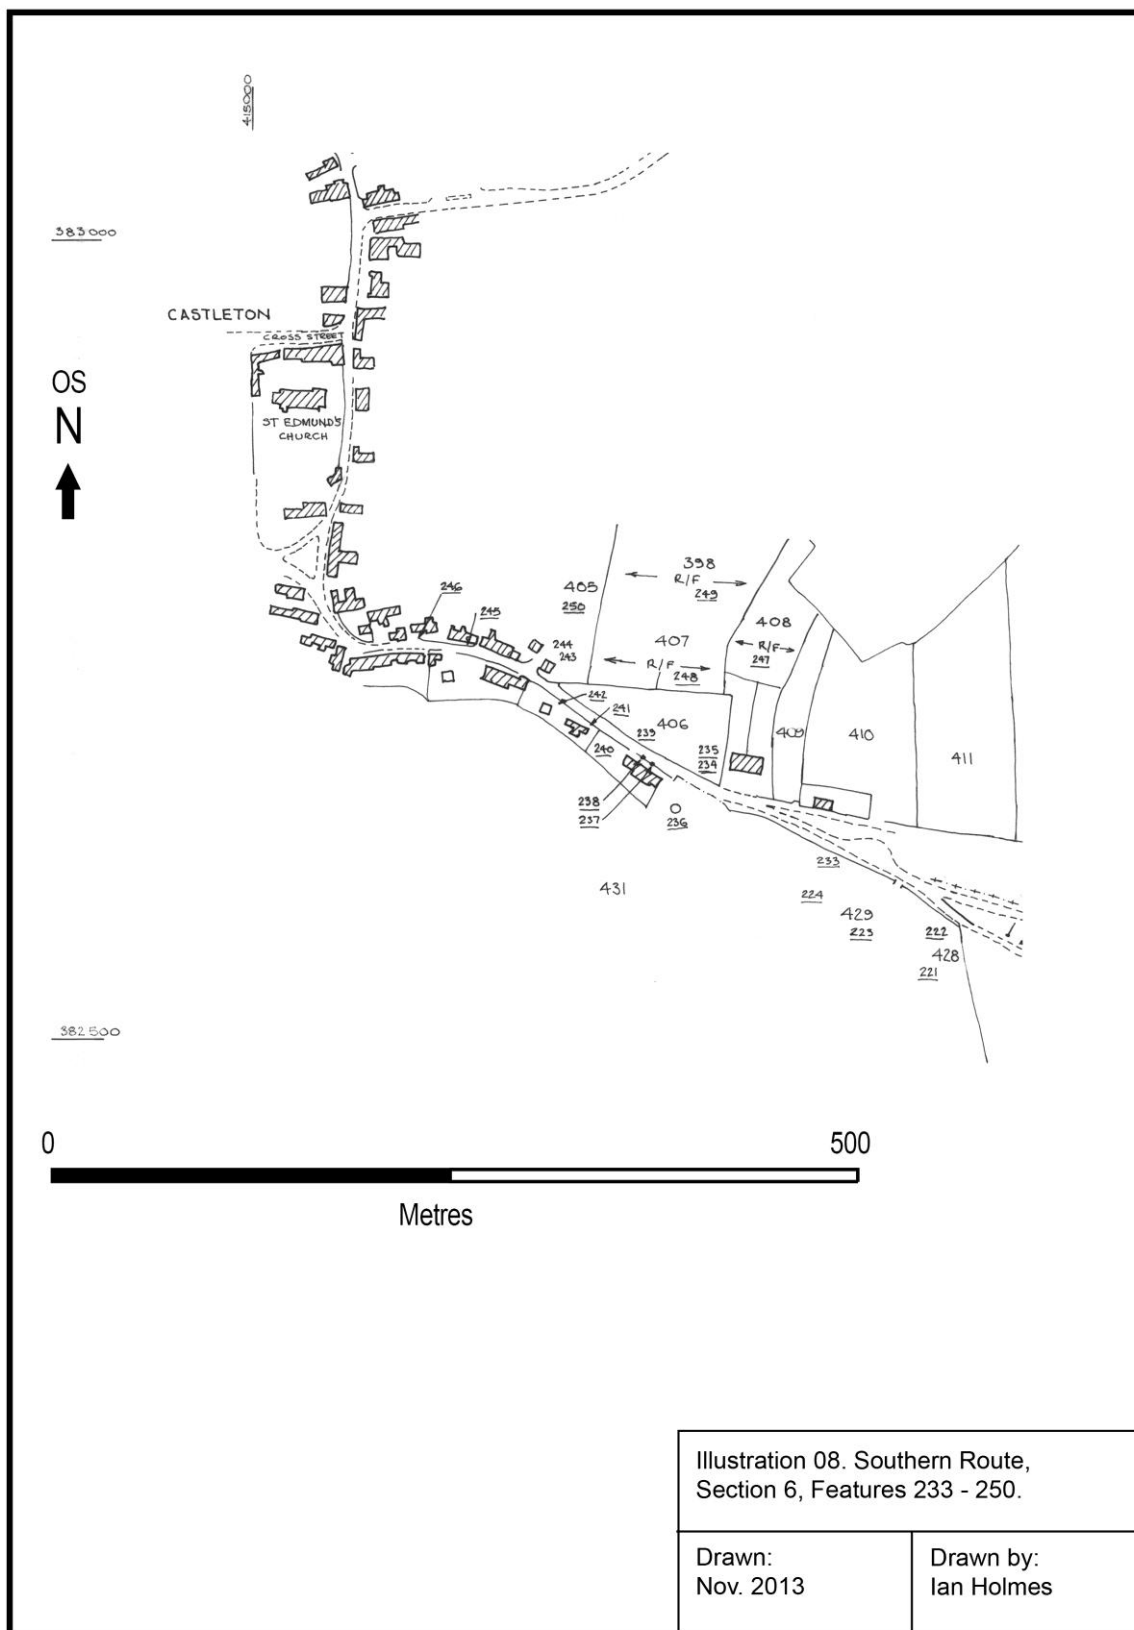 415000
383000
CASTLETON
CROSS STREET
OS
N
ST EDMUND'S
CHURCH
398
R/F
249
405
250
408
R/F
247
407
R/F
248
246
245
244
243
242
241
406
239
235
234
409
410
411
240
238
237
236
233
431
224
429
223
222
428
221
382500
0
500
Metres
Illustration 08. Southern Route,
Section 6, Features 233 - 250.
Drawn:
Nov. 2013
Drawn by:
Ian Holmes